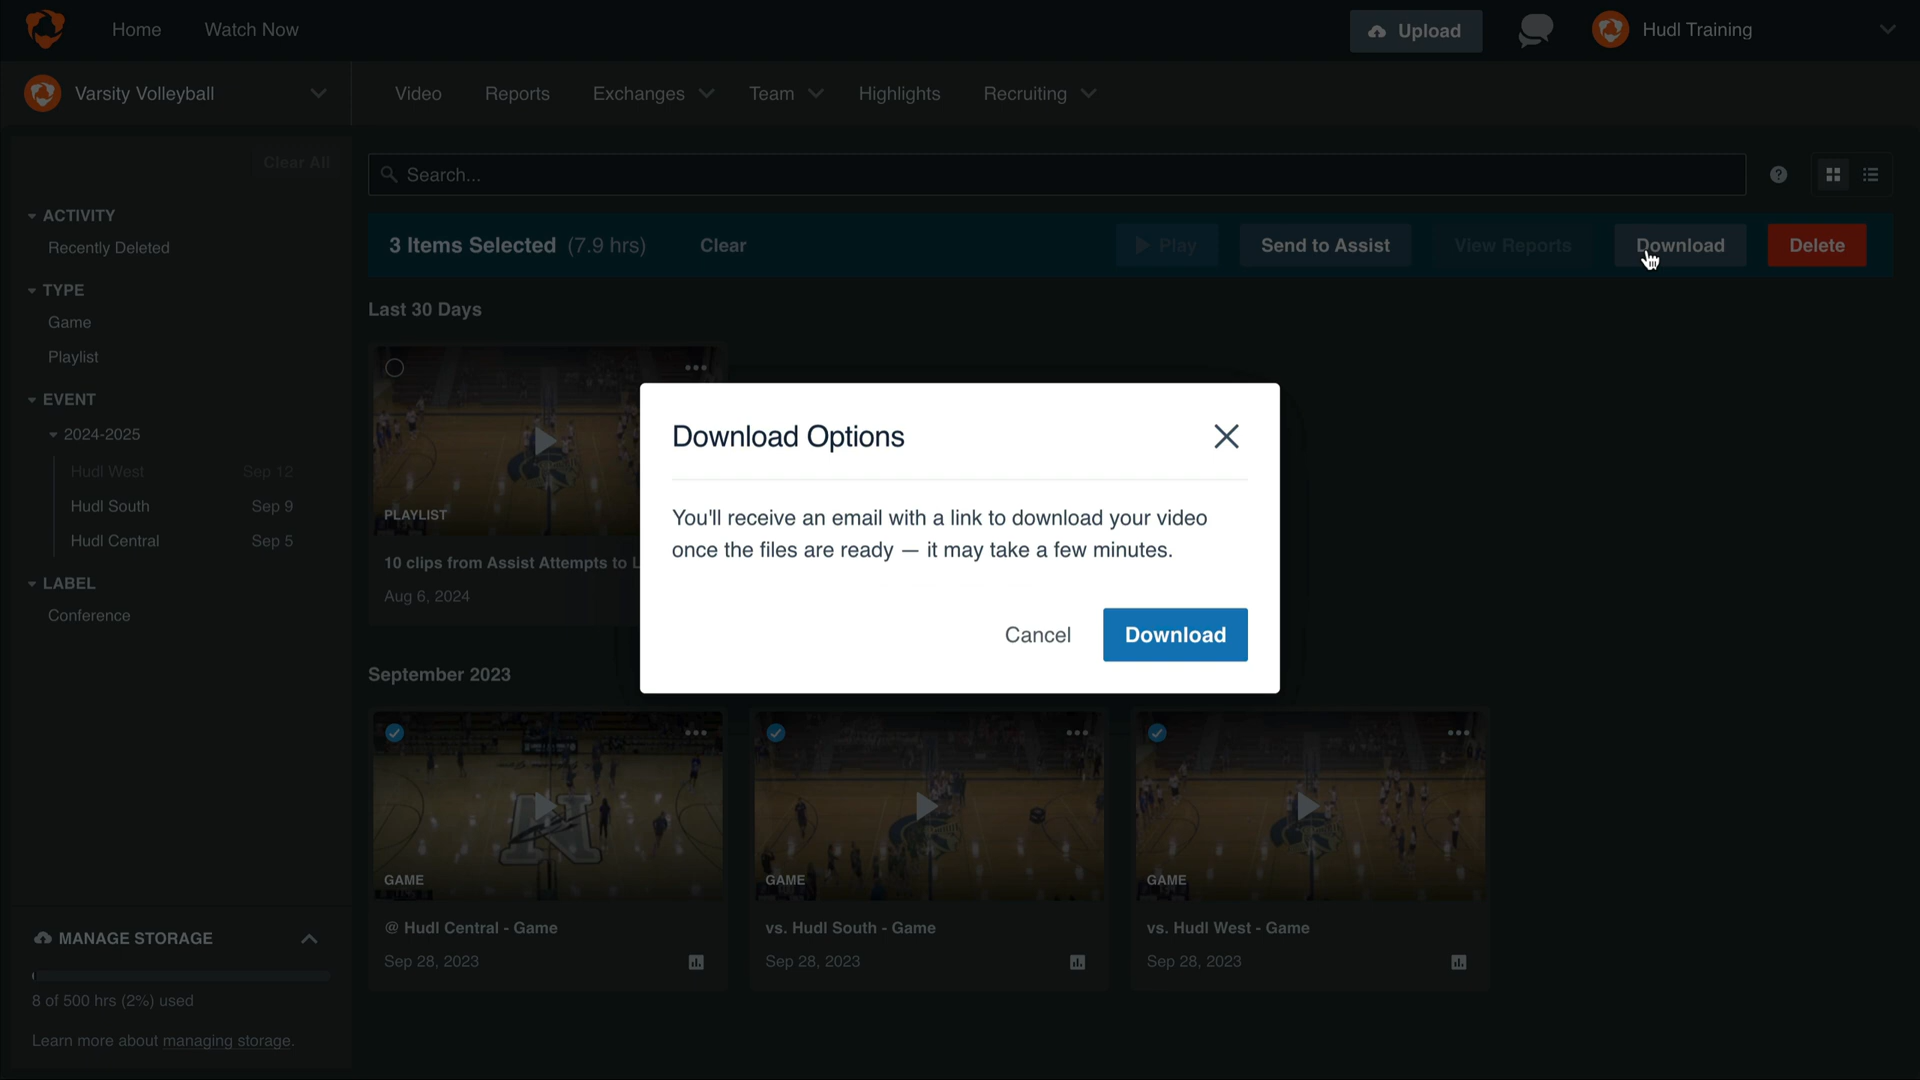 Home Watch Now Upload Hudl Training
Varsity Volleyball Video Reports Exchanges Team Highlights Recruiting
Clear All
Search...
3 Items Selected (7.9 hrs) Clear Play Send to Assist View Reports Download Delete
ACTIVITY
Recently Deleted
TYPE
Game
Playlist
EVENT
2024-2025
Hudl West Sep 12
Hudl South Sep 9
Hudl Central Sep 5
LABEL
Conference
MANAGE STORAGE
8 of 500 hrs (2%) used
Learn more about managing storage.
Last 30 Days
PLAYLIST
10 clips from Assist Attempts to
Aug 6, 2024
Download Options
You'll receive an email with a link to download your video
once the files are ready — it may take a few minutes.
Cancel Download
September 2023
GAME
@ Hudl Central - Game
Sep 28, 2023
GAME
vs. Hudl South - Game
Sep 28, 2023
GAME
vs. Hudl West - Game
Sep 28, 2023